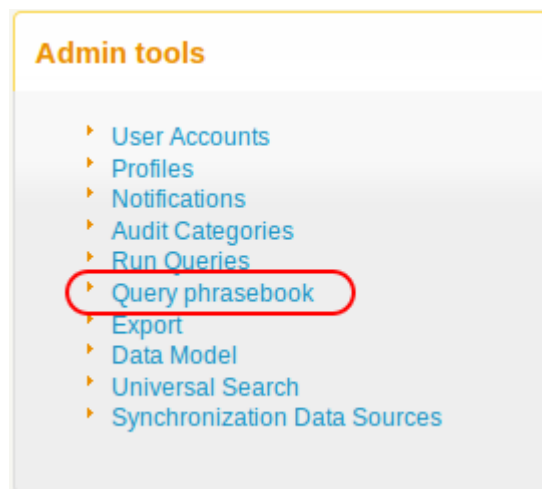 Admin tools
User Accounts
Profiles
Notifications
Audit Categories
Run Queries
Query phrasebook
Export
Data Model
Universal Search
Synchronization Data Sources